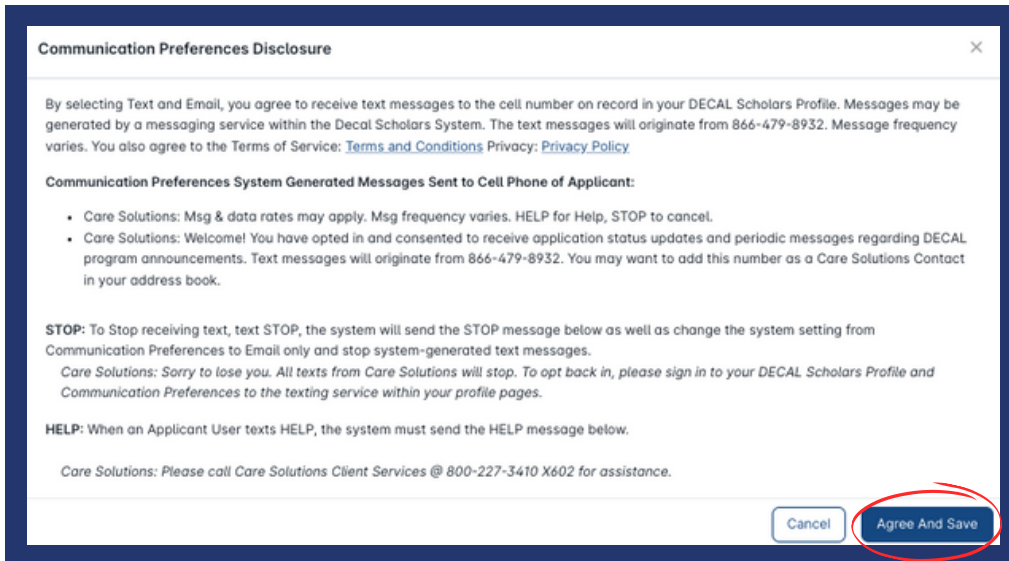 Communication Preferences Disclosure
By selecting Text and Email, you agree to receive text messages to the cell number on record in your DECAL Scholars Profile. Messages may be
generated by a messaging service within the Decal Scholars System. The text messages will originate from 866-479-8932. Message frequency
varies. You also agree to the Terms of Service: Terms and Conditions Privacy: Privacy Policy
Communication Preferences System Generated Messages Sent to Cell Phone of Applicant:
• Care Solutions: Msg & data rates may apply. Msg frequency varies. HELP for Help, STOP to cancel.
• Care Solutions: Welcome! You have opted in and consented to receive application status updates and periodic messages regarding DECAL
program announcements. Text messages will originate from 866-479-8932. You may want to add this number as a Care Solutions Contact
in your address book.
STOP: To Stop receiving text, text STOP, the system will send the STOP message below as well as change the system setting from
Communication Preferences to Email only and stop system-generated text messages.
Care Solutions: Sorry to lose you. All texts from Care Solutions will stop. To opt back in, please sign in to your DECAL Scholars Profile and
Communication Preferences to the texting service within your profile pages.
HELP: When an Applicant User texts HELP, the system must send the HELP message below.
Care Solutions: Please call Care Solutions Client Services @ 800-227-3410 X602 for assistance.
Cancel Agree And Save